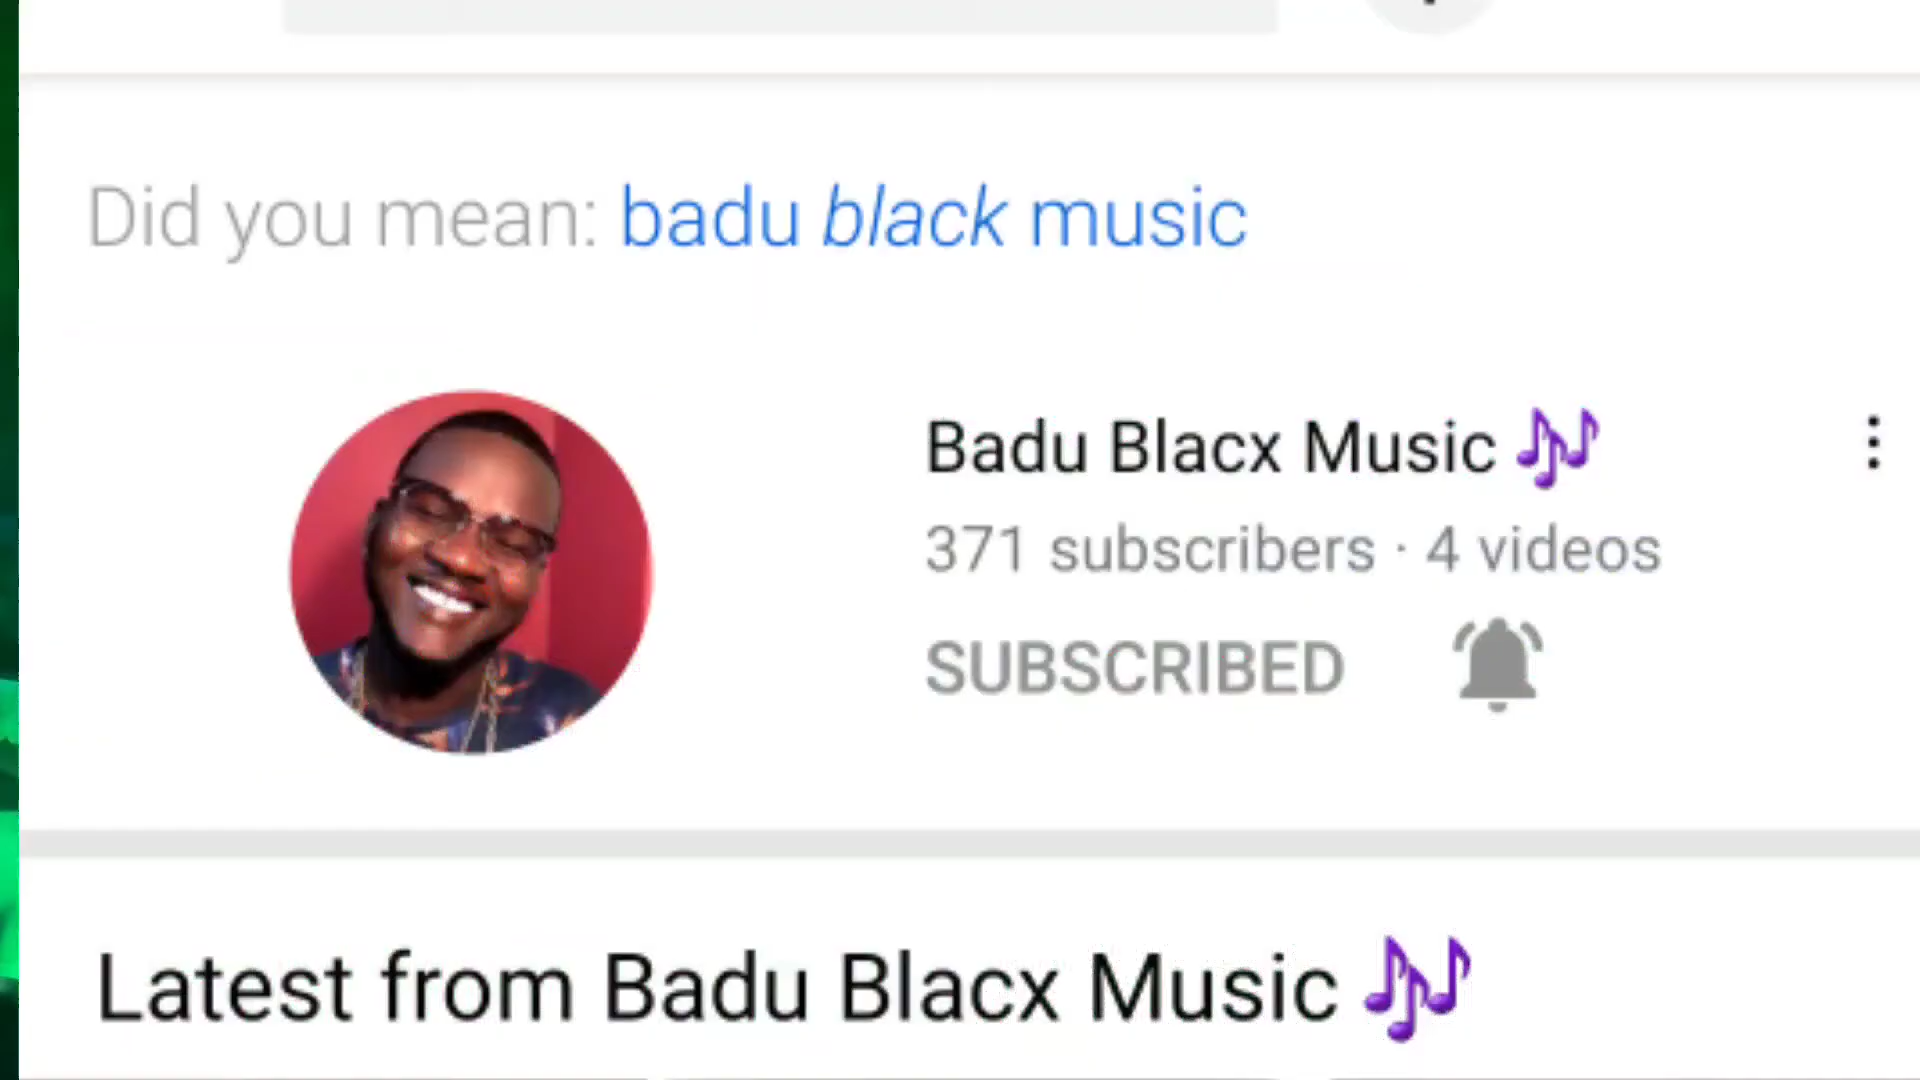 Did you mean: badu black music
Badu Blacx Music 🎶
371 subscribers · 4 videos
SUBSCRIBED
Latest from Badu Blacx Music 🎶